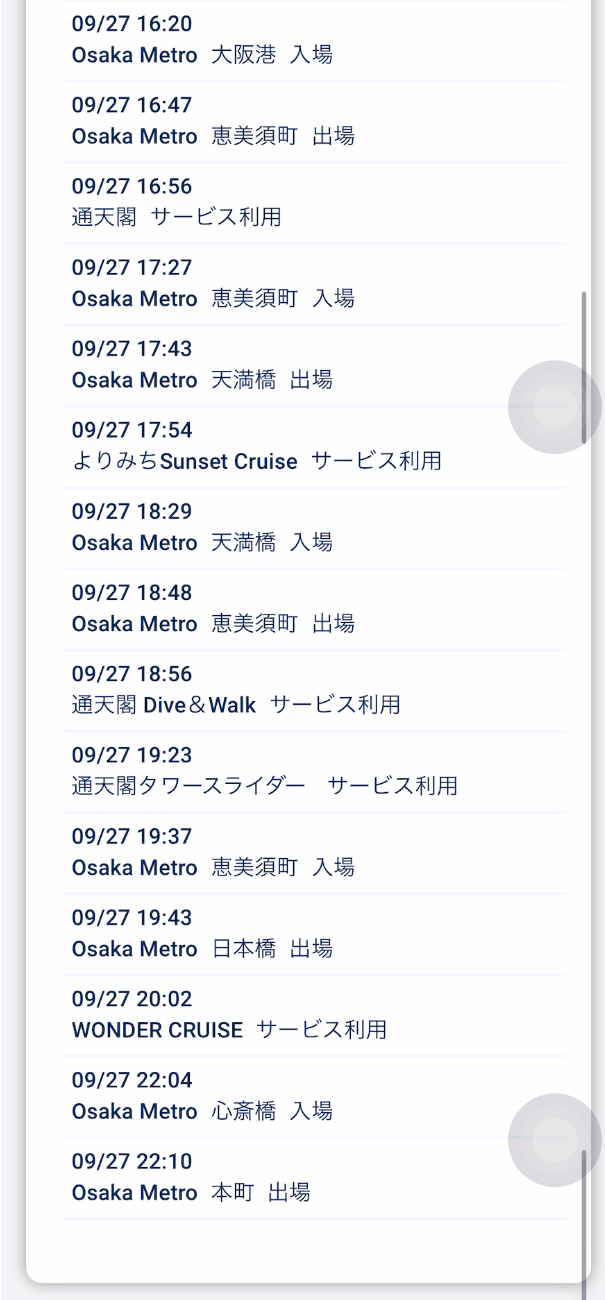 09/27 16:20
Osaka Metro 大阪港 入場
09/27 16:47
Osaka Metro 恵美須町 出場
09/27 16:56
通天閣 サービス利用
09/27 17:27
Osaka Metro 恵美須町 入場
09/27 17:43
Osaka Metro 天満橋 出場
09/27 17:54
よりみちSunset Cruise サービス利用
09/27 18:29
Osaka Metro 天満橋 入場
09/27 18:48
Osaka Metro 恵美須町 出場
09/27 18:56
通天閣 Dive＆Walk サービス利用
09/27 19:23
通天閣タワースライダー　サービス利用
09/27 19:37
Osaka Metro 恵美須町 入場
09/27 19:43
Osaka Metro 日本橋 出場
09/27 20:02
WONDER CRUISE サービス利用
09/27 22:04
Osaka Metro 心斎橋 入場
09/27 22:10
Osaka Metro 本町 出場